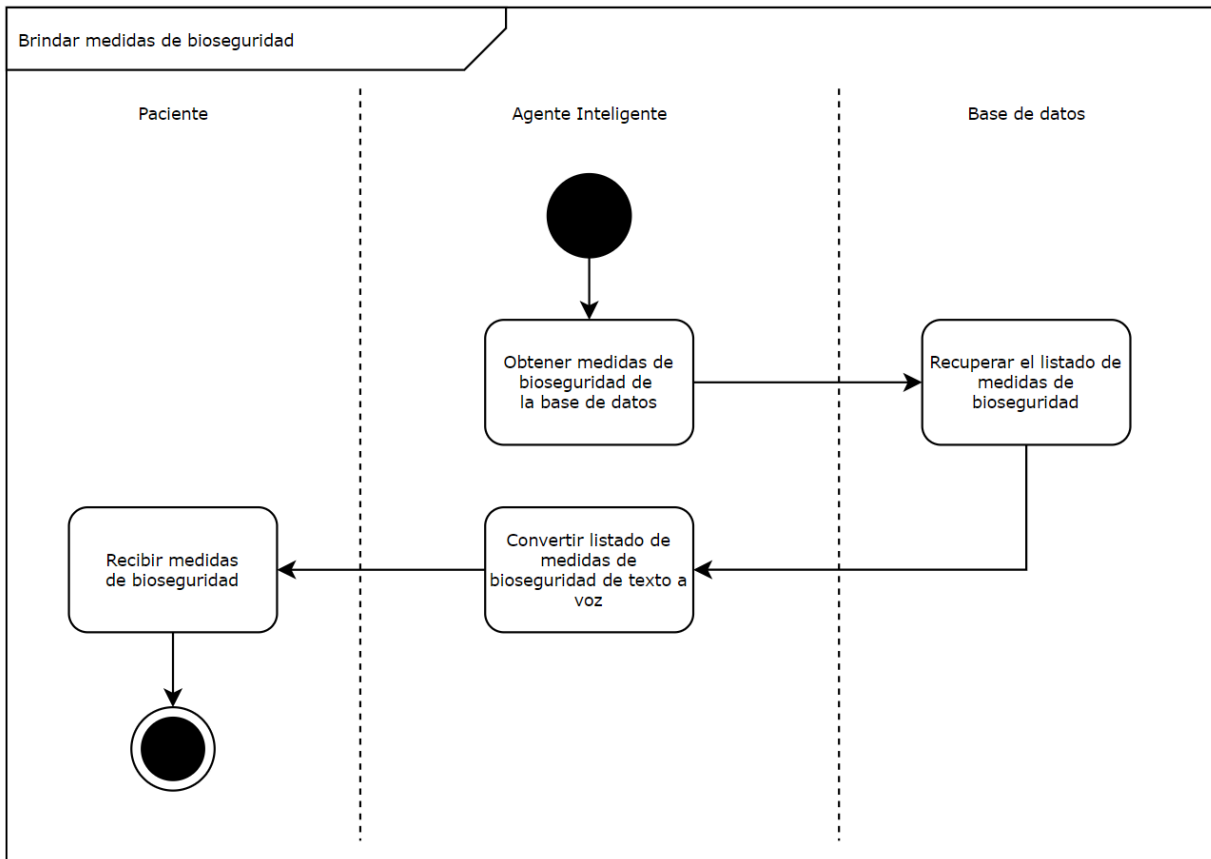 Brindar medidas de bioseguridad
Paciente
Agente Inteligente
Base de datos
Obtener medidas de
bioseguridad de
la base de datos
Recuperar el listado de
medidas de
bioseguridad
Recibir medidas
de bioseguridad
Convertir listado de
medidas de
bioseguridad de texto a
voz